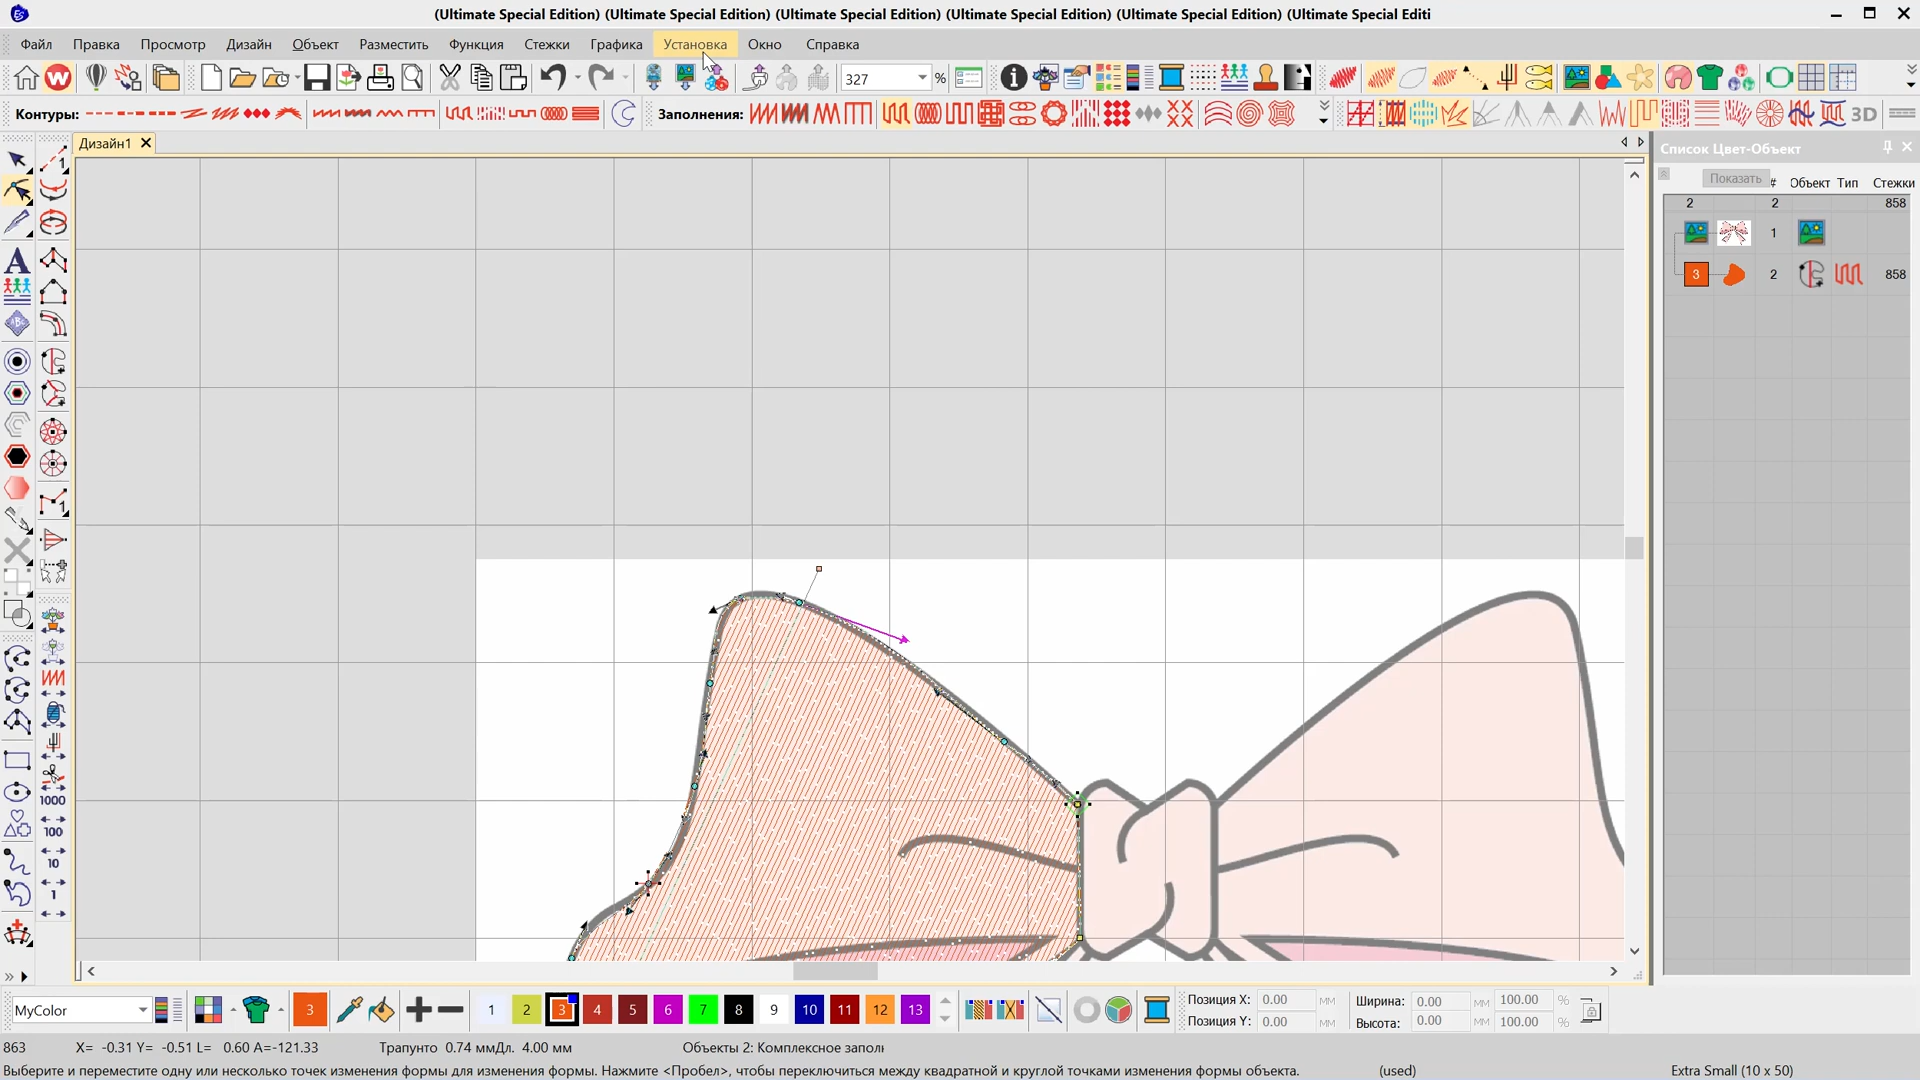 (Ultimate Special Edition) (Ultimate Special Edition) (Ultimate Special Edition) (Ultimate Special Edition) (Ultimate Special Edition) (Ultimate Special Editi
Файл Правка Просмотр Дизайн Объект Разместить Функция Стежки Графика Установка Окно Справка
327 %
Контуры: Заполнения: 3D
Дизайн1
Список Цвет-Объект
Показать # Объект Тип Стежки
2 2 858
1
3 2 858
1000
100
10
1
MyColor 3 1 2 3 4 5 6 7 8 9 10 11 12 13
Позиция X: 0.00 мм Ширина: 0.00 мм 100.00 %
Позиция Y: 0.00 мм Высота: 0.00 мм 100.00 %
863 X= -0.31 Y= -0.51 L= 0.60 A=-121.33 Трапунто 0.74 ммДл. 4.00 мм Объекты 2: Комплексное запол
Выберите и переместите одну или несколько точек изменения формы для изменения формы. Нажмите <Пробел>, чтобы переключиться между квадратной и круглой точками изменения формы объекта. (used) Extra Small (10 x 50)